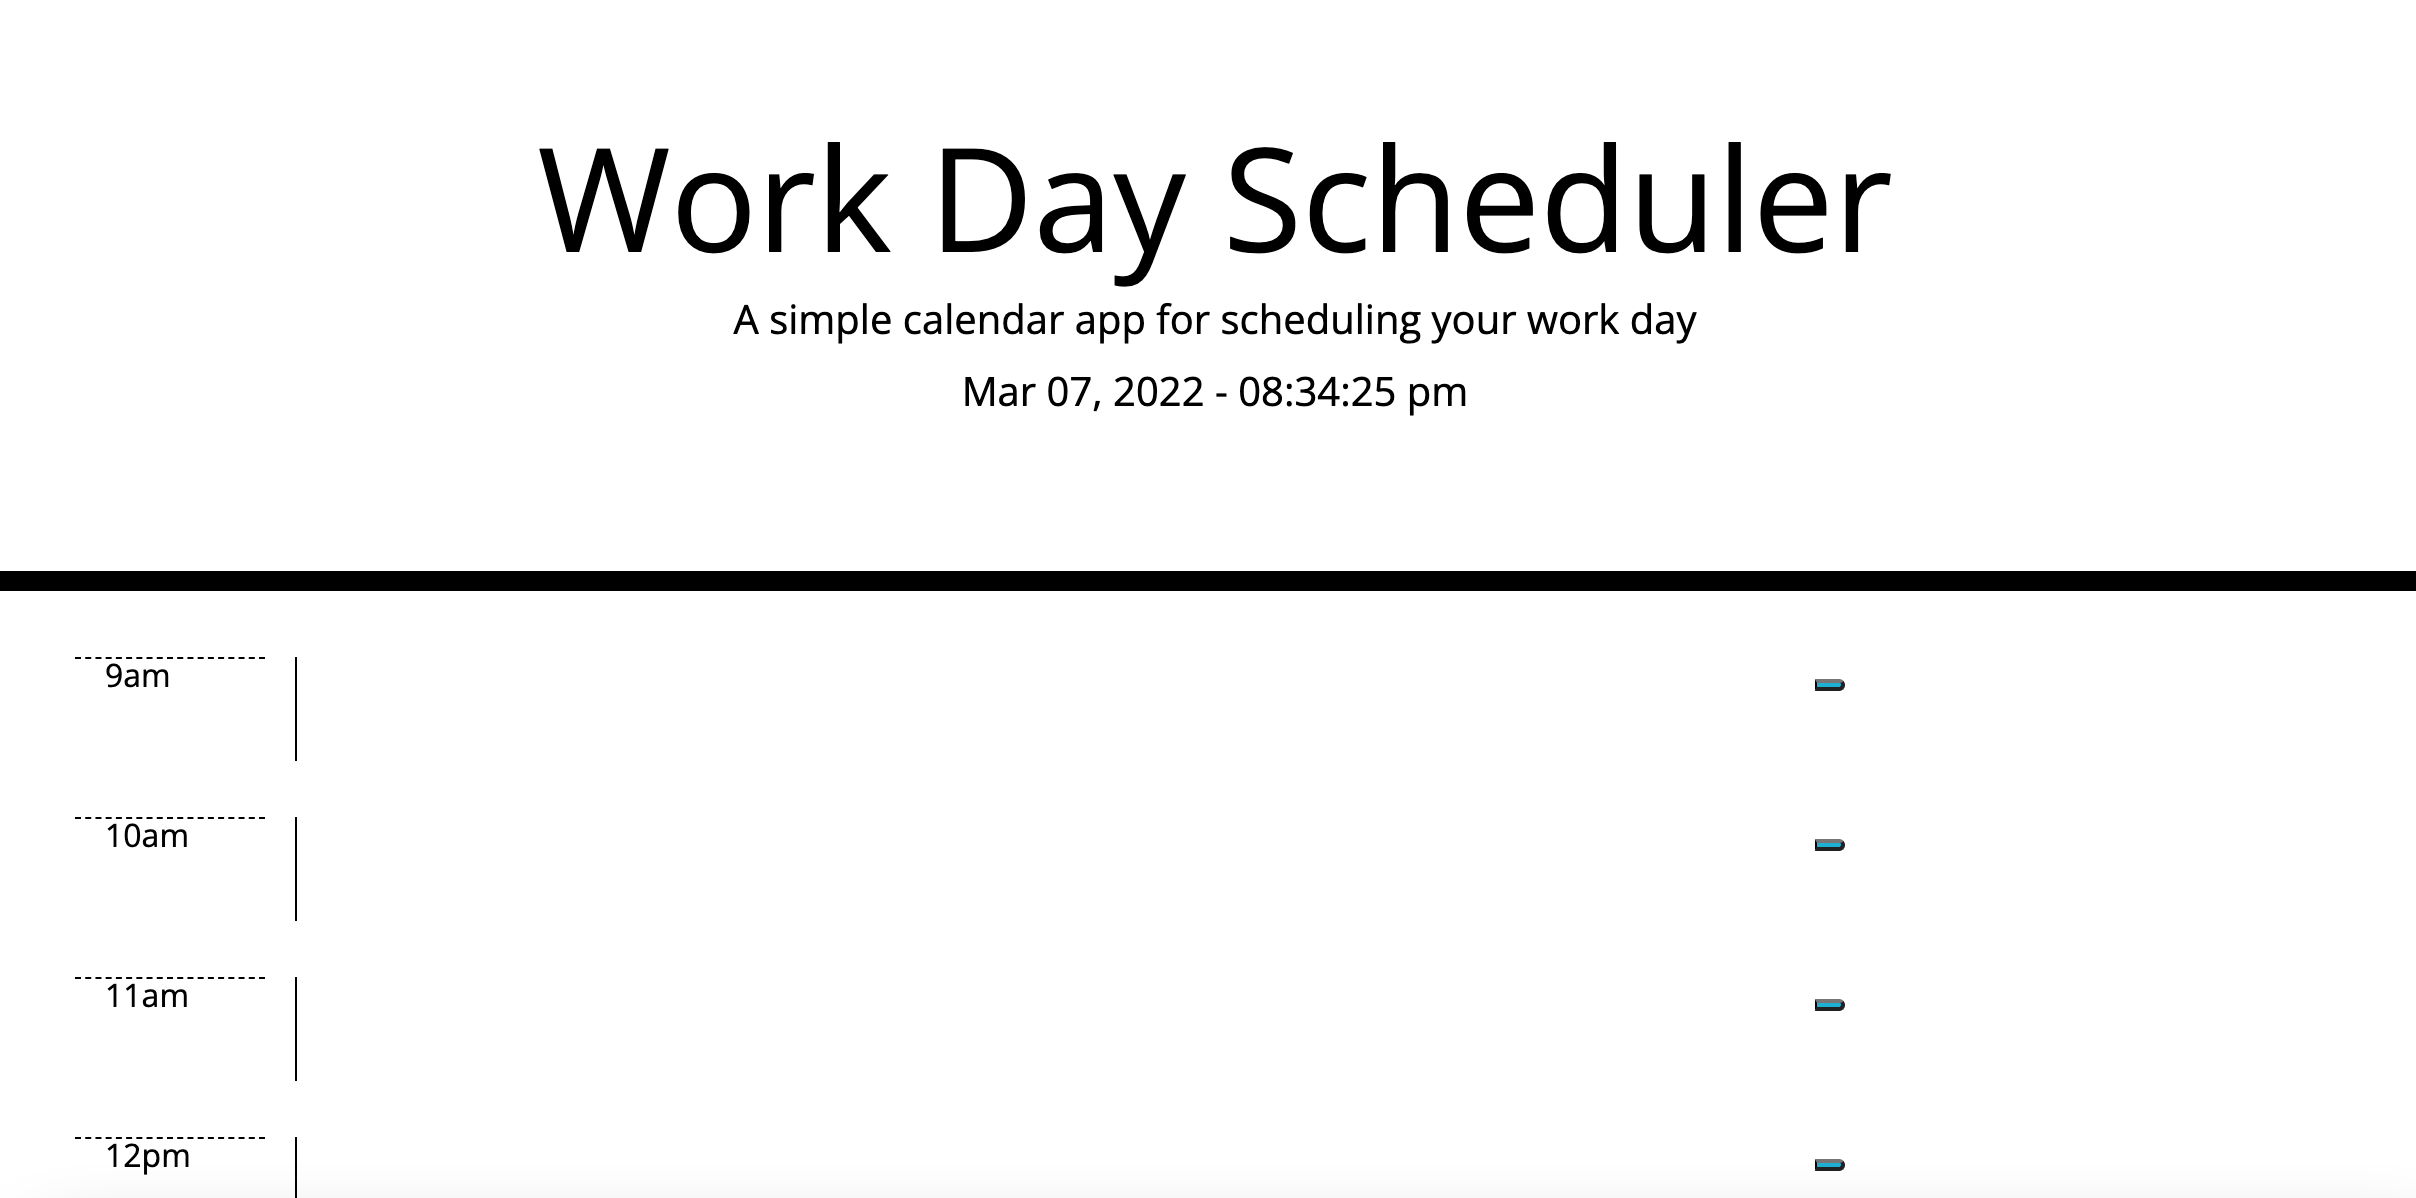 Work Day Scheduler
A simple calendar app for scheduling your work day
Mar 07, 2022 - 08:34:25 pm
9am
10am
11am
12pm